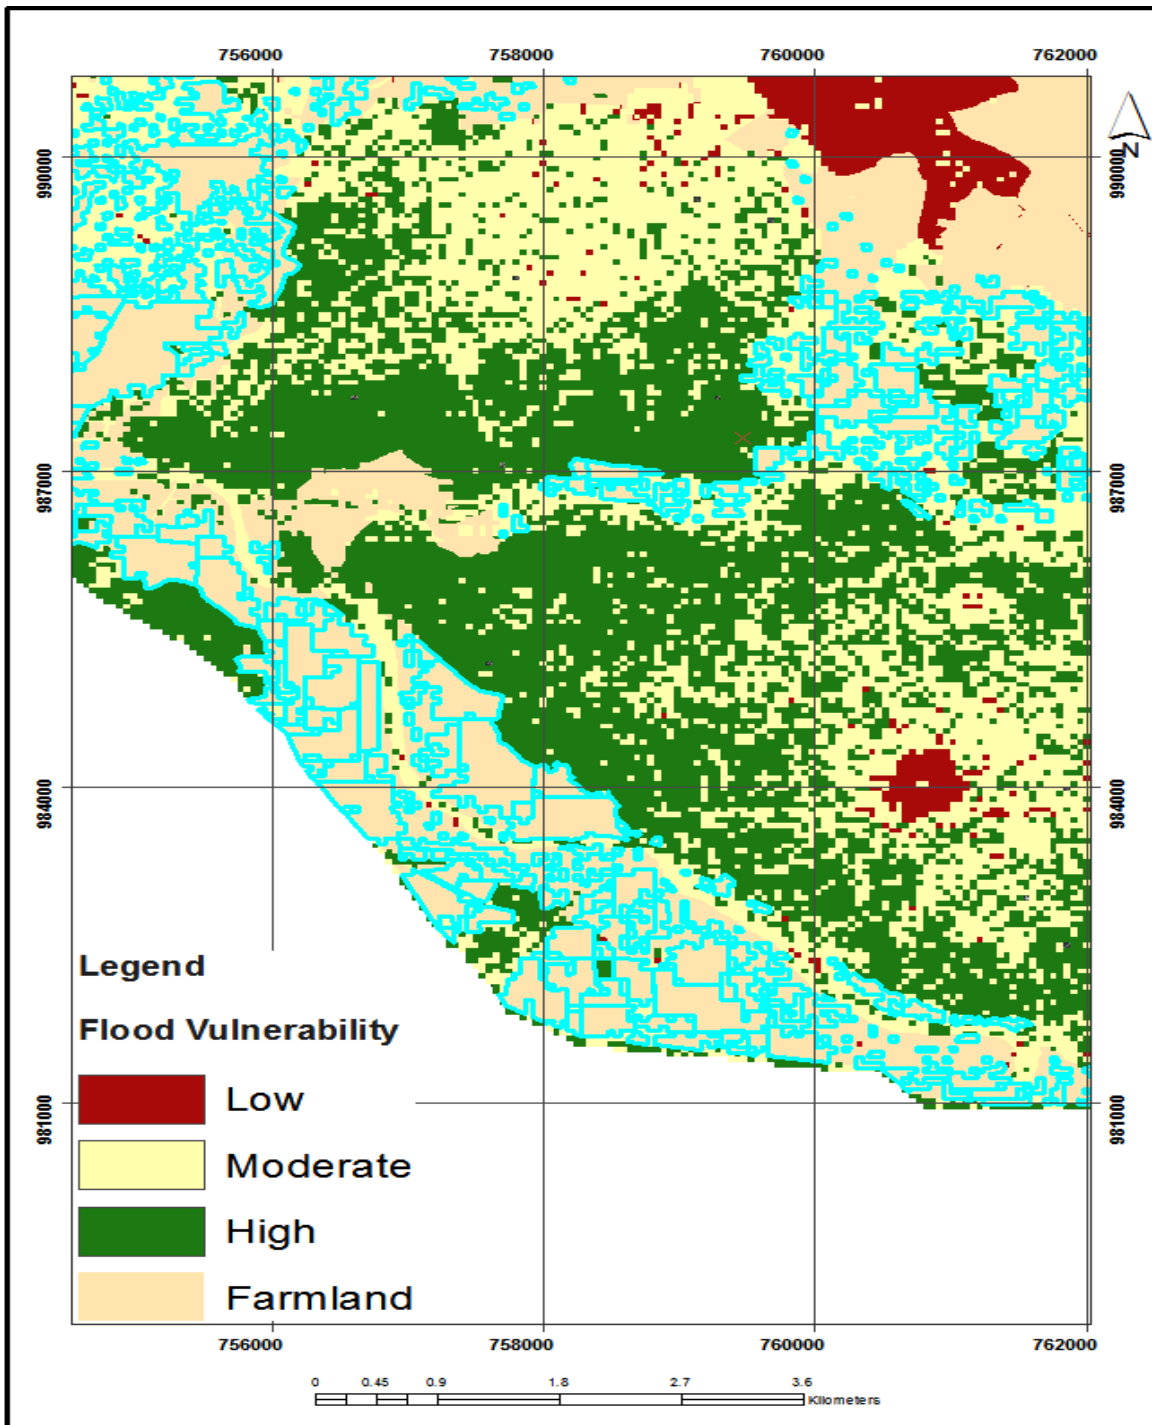 756000 758000 760000 762000
N
990000 990000
987000 987000
984000 984000
Legend
Flood Vulnerability
Low
981000 981000
Moderate
High
Farmland
756000 758000 760000 762000
0 0.45 0.9 1.8 2.7 3.6
Kilometers